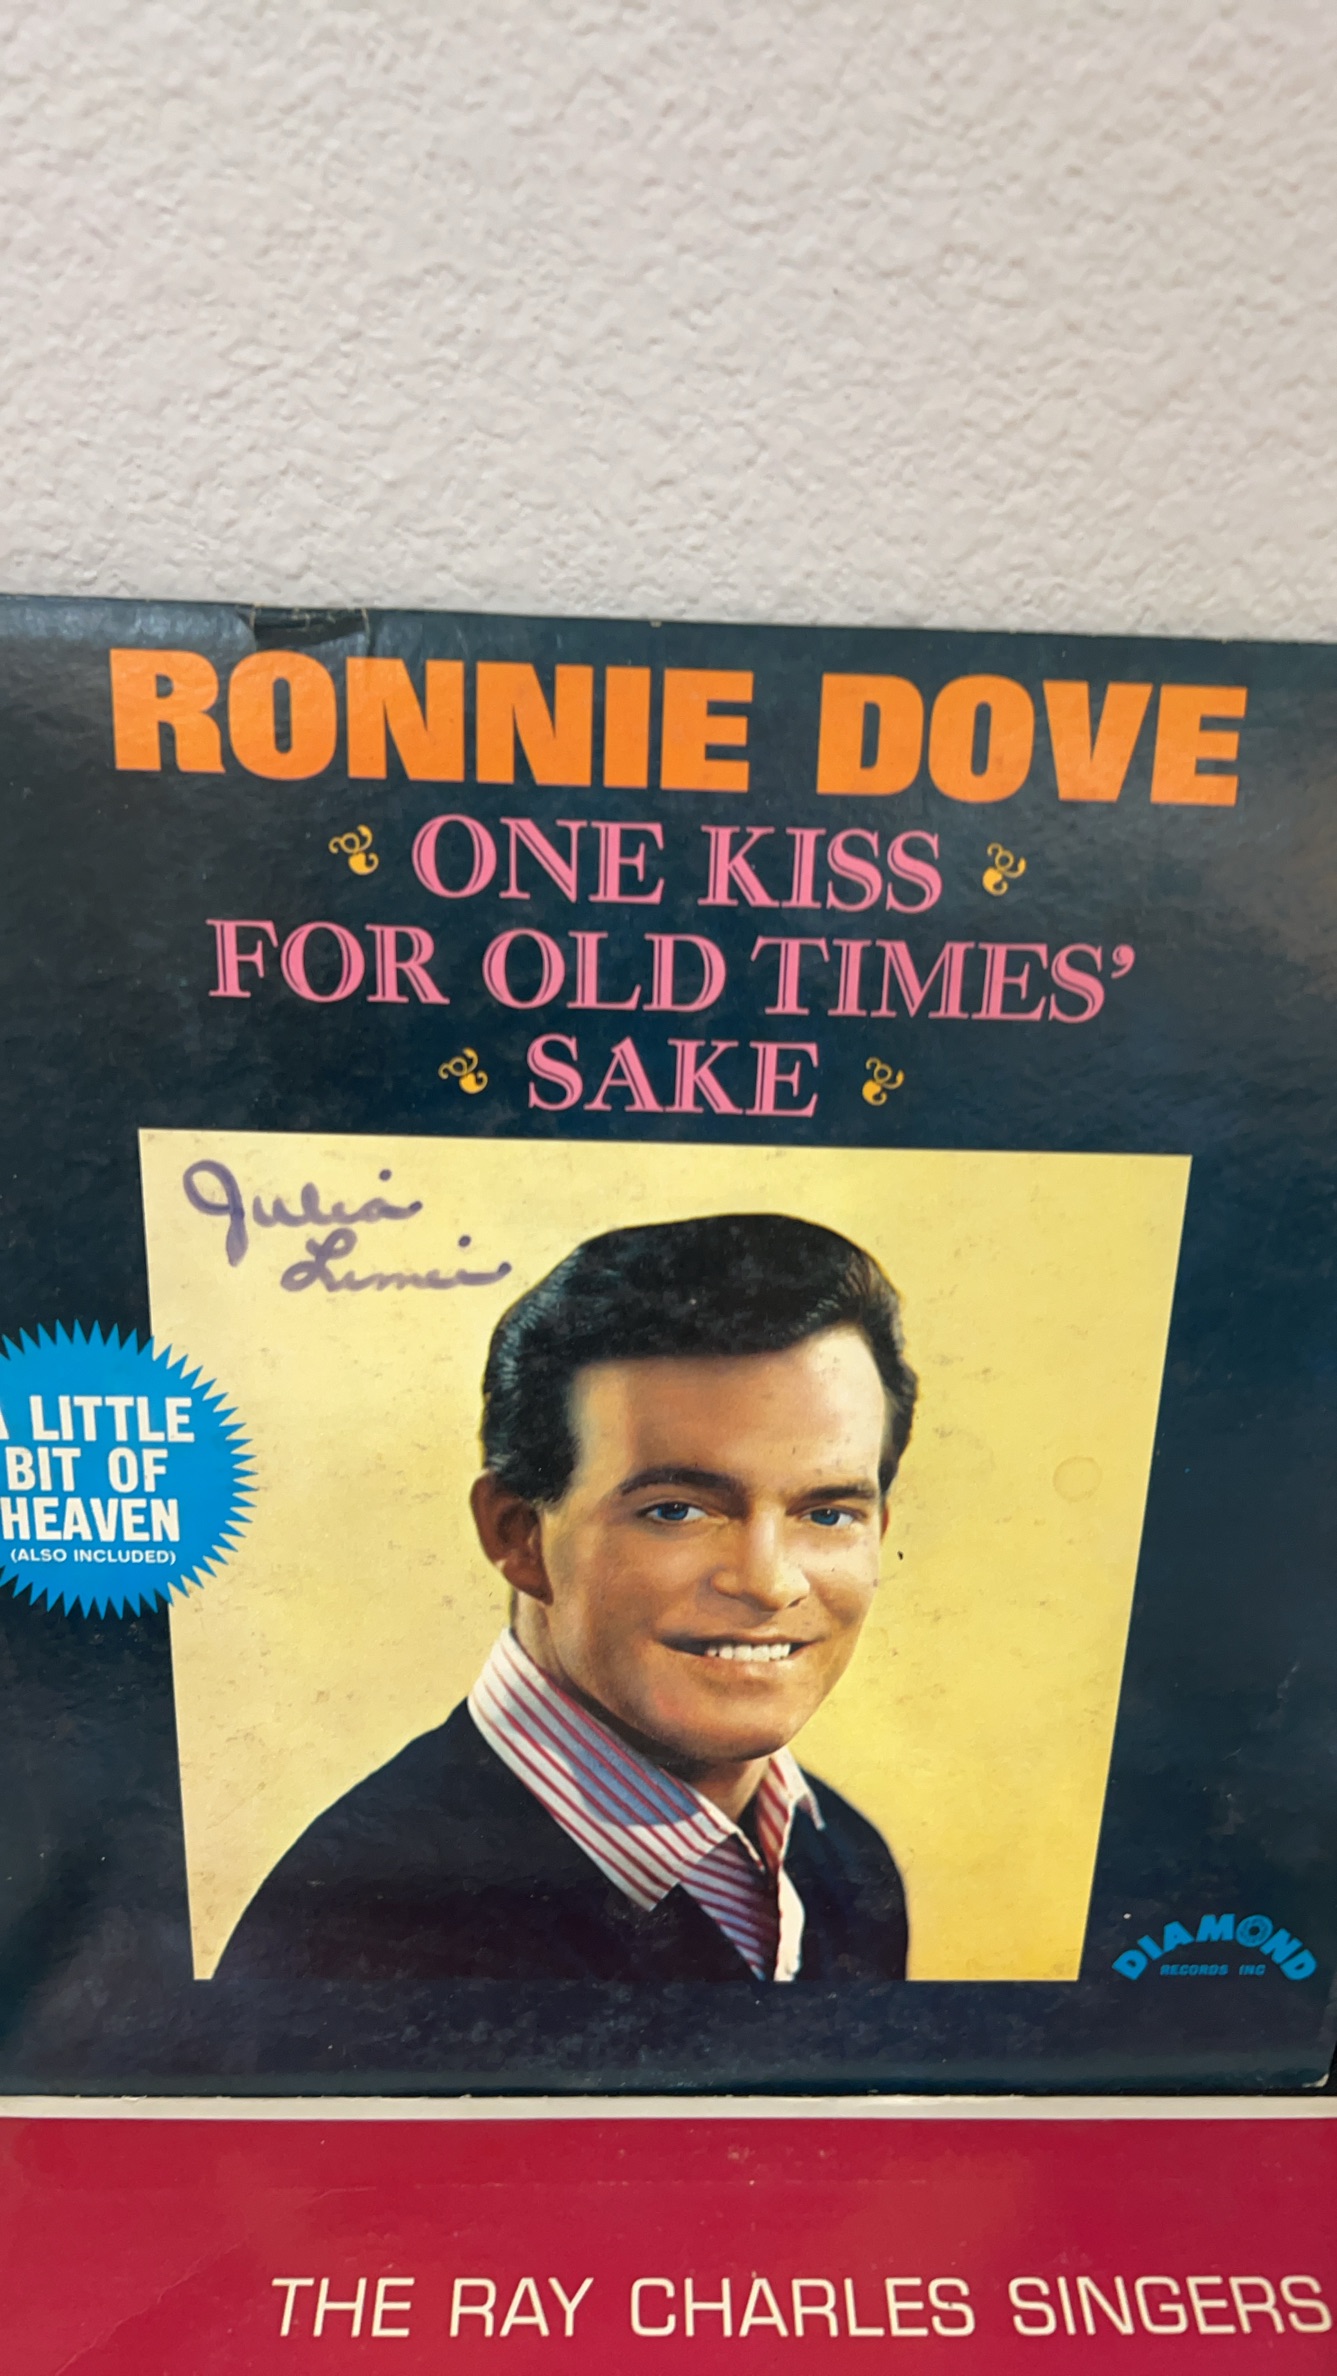 RONNIE DOVE
ONE KISS
FOR OLD TIMES'
SAKE
Julia
A LITTLE
BIT OF
HEAVEN
(ALSO INCLUDED)
DIAMOND
RECORDS INC
THE RAY CHARLES SINGERS